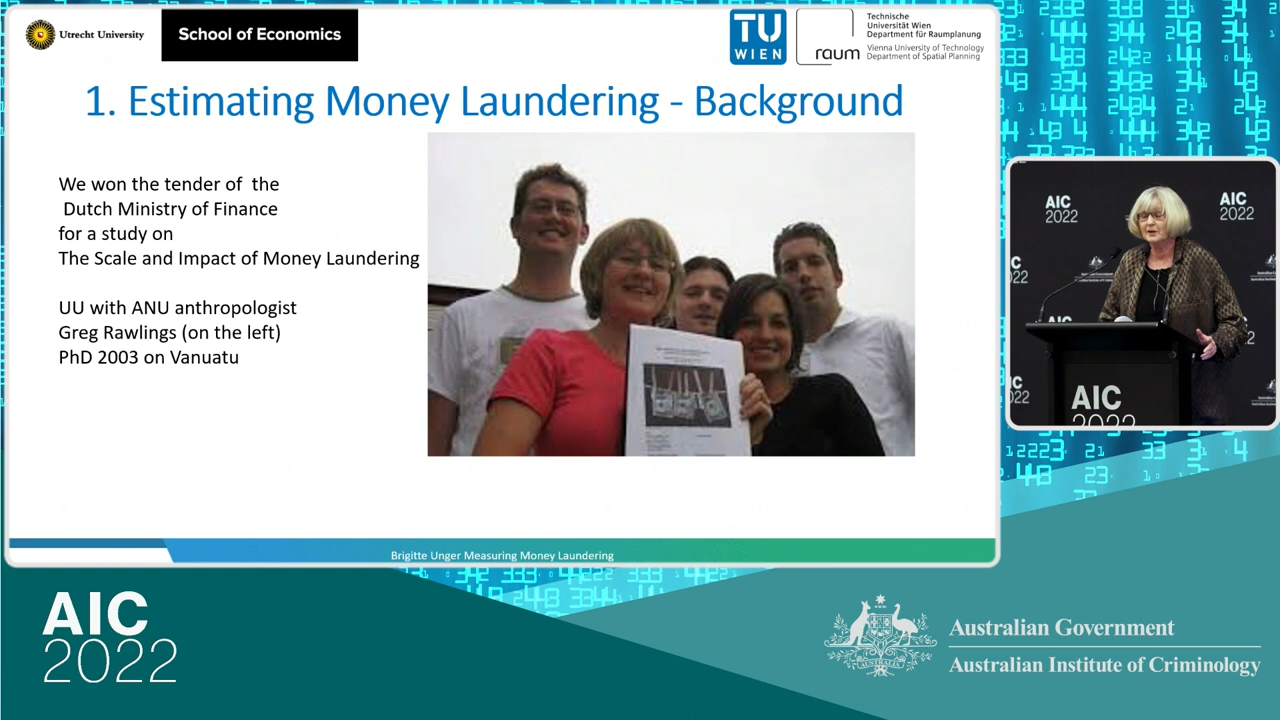 Utrecht University
School of Economics
TU
WIEN
raum
Technische
Universität Wien
Department für Raumplanung
Vienna University of Technology
Department of Spatial Planning
1. Estimating Money Laundering - Background
We won the tender of the
Dutch Ministry of Finance
for a study on
The Scale and Impact of Money Laundering
UU with ANU anthropologist
Greg Rawlings (on the left)
PhD 2003 on Vanuatu
Brigitte Unger Measuring Money Laundering
AIC
2022
AIC
2022
AIC
2022
AIC
2022
Australian Government
Australian Institute of Criminology